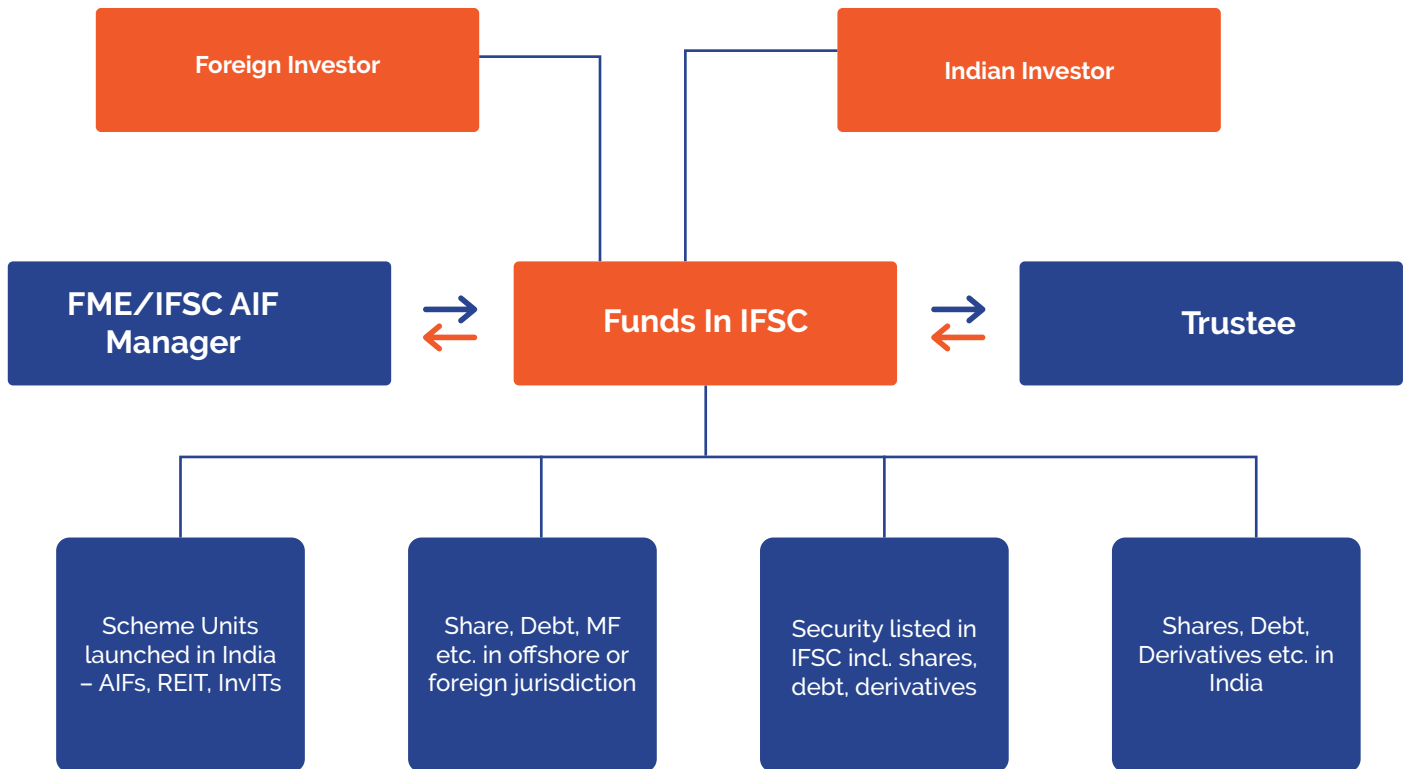 Foreign Investor
Indian Investor
FME/IFSC AIF
Manager
Funds In IFSC
Trustee
Scheme Units
launched in India
– AIFs, REIT, InvITs
Share, Debt, MF
etc. in offshore or
foreign jurisdiction
Security listed in
IFSC incl. shares,
debt, derivatives
Shares, Debt,
Derivatives etc. in
India